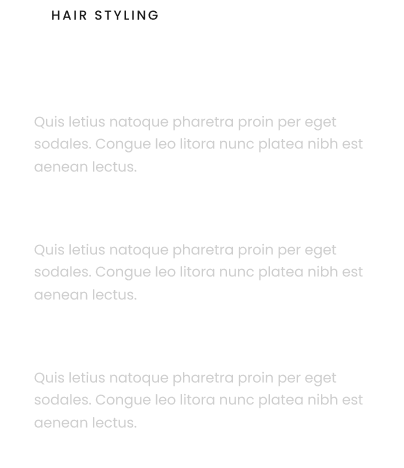 HAIR STYLING
Quis letius natoque pharetra proin per eget
sodales. Congue leo litora nunc platea nibh est
aenean lectus.
Quis letius natoque pharetra proin per eget
sodales. Congue leo litora nunc platea nibh est
aenean lectus.
Quis letius natoque pharetra proin per eget
sodales. Congue leo litora nunc platea nibh est
aenean lectus.